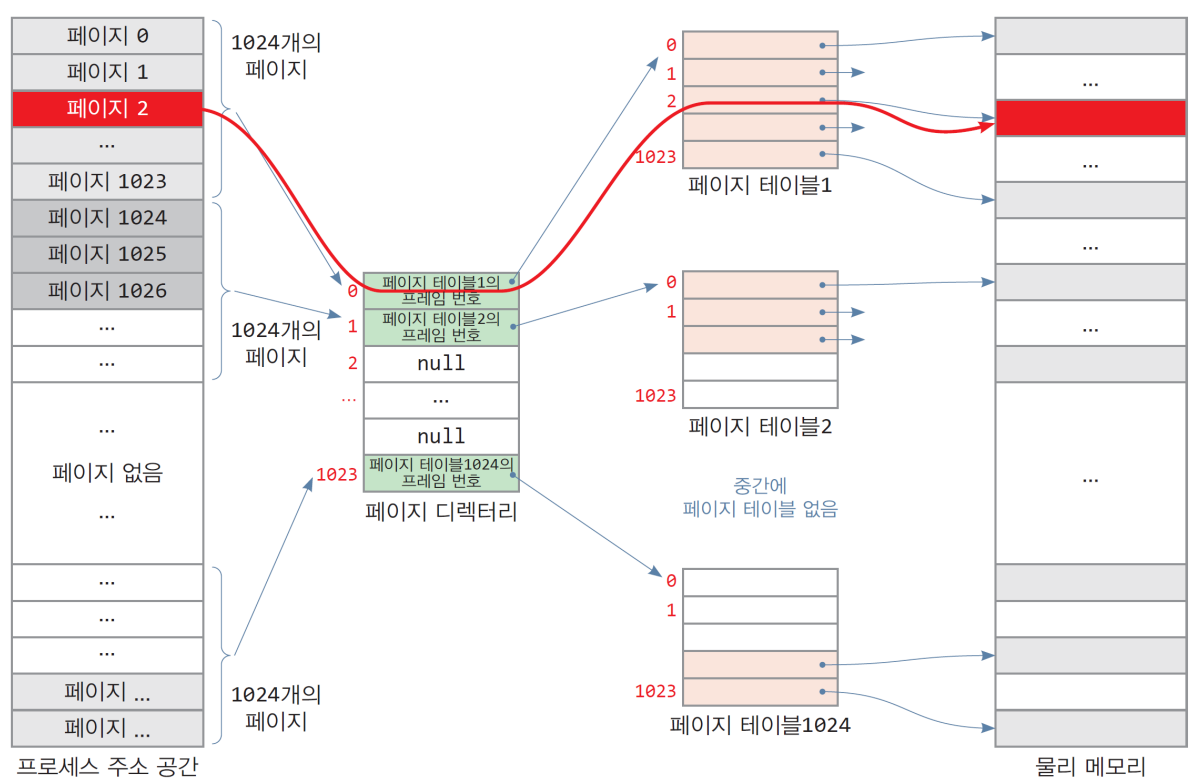 페이지 0
페이지 1
페이지 2
...
페이지 1023
페이지 1024
페이지 1025
페이지 1026
...
...
...
페이지 없음
...
...
...
...
페이지 ...
페이지 ...
프로세스 주소 공간
1024개의
페이지
1024개의
페이지
1024개의
페이지
0
페이지 테이블1의
프레임 번호
1
페이지 테이블2의
프레임 번호
2
null
...
...
null
1023
페이지 테이블1024의
프레임 번호
페이지 디렉터리
0
1
2
1023
페이지 테이블1
0
1
1023
페이지 테이블2
중간에
페이지 테이블 없음
0
1
1023
페이지 테이블1024
...
...
...
...
...
물리 메모리